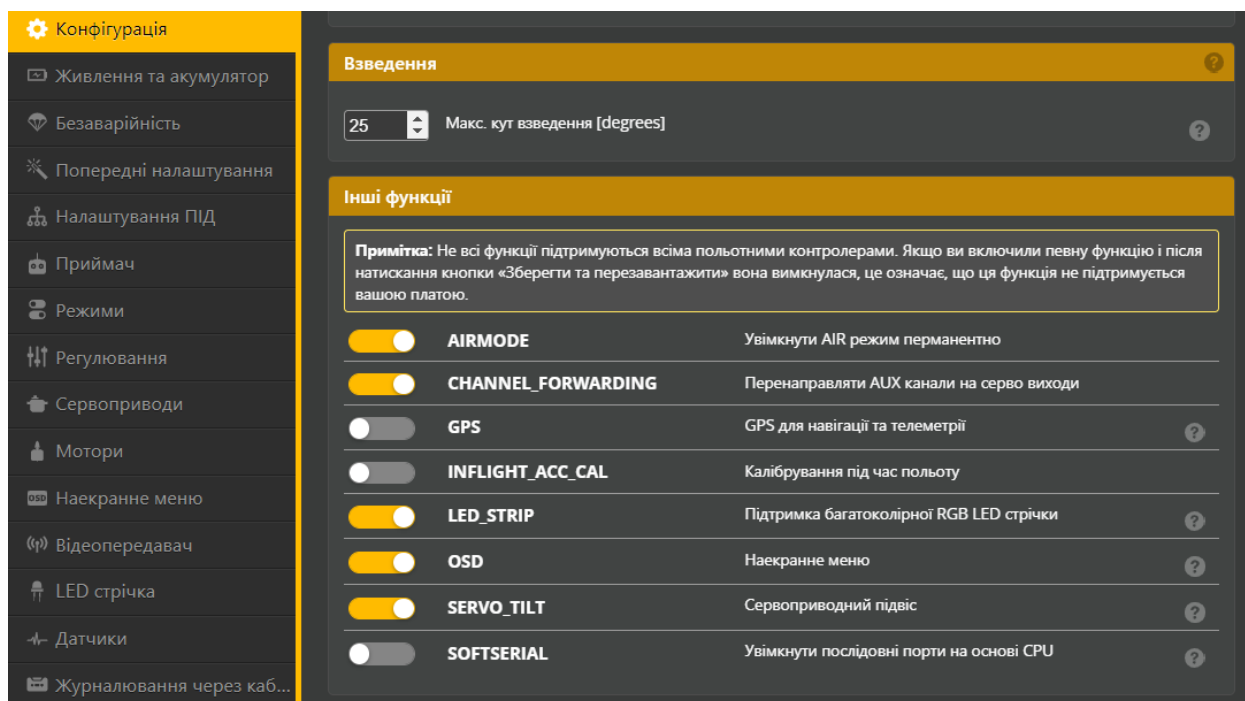 Конфігурація
Живлення та акумулятор
Безаварійність
Попередні налаштування
Налаштування ПІД
Приймач
Режими
Регулювання
Сервоприводи
Мотори
OSD Наекранне меню
Відеопередавач
LED стрічка
Датчики
Журналювання через каб...
Взведення
25 Макс. кут взведення [degrees]
Інші функції
Примітка: Не всі функції підтримуються всіма польотними контролерами. Якщо ви включили певну функцію і після
натискання кнопки «Зберегти та перезавантажити» вона вимкнулася, це означає, що ця функція не підтримується
вашою платою.
AIRMODE Увімкнути AIR режим перманентно
CHANNEL_FORWARDING Перенаправляти AUX канали на серво виходи
GPS GPS для навігації та телеметрії
INFLIGHT_ACC_CAL Калібрування під час польоту
LED_STRIP Підтримка багатоколірної RGB LED стрічки
OSD Наекранне меню
SERVO_TILT Сервоприводний підвіс
SOFTSERIAL Увімкнути послідовні порти на основі CPU